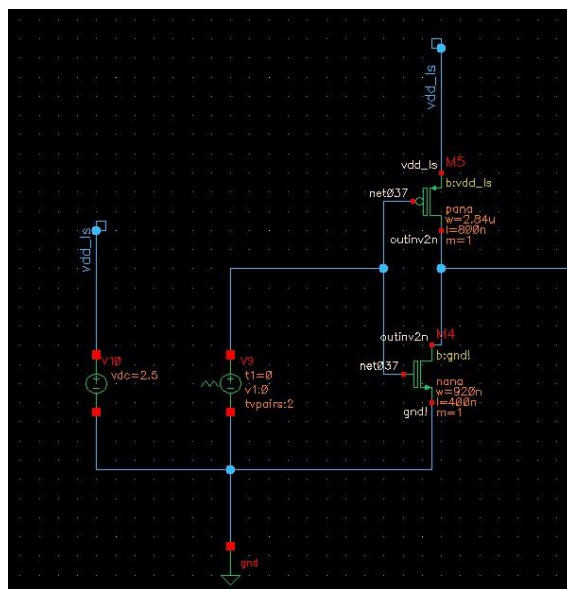 vdd_ls
vdd_ls
M5
b:vdd_ls
net037
pana
w=2.84u
l=800n
m=1
outinv2n
vdd_ls
outinv2n
M4
b:gnd!
net037
nana
w=920n
l=400n
m=1
gnd!
V10
vdc=2.5
V9
t1=0
v1:0
tvpairs:2
gnd